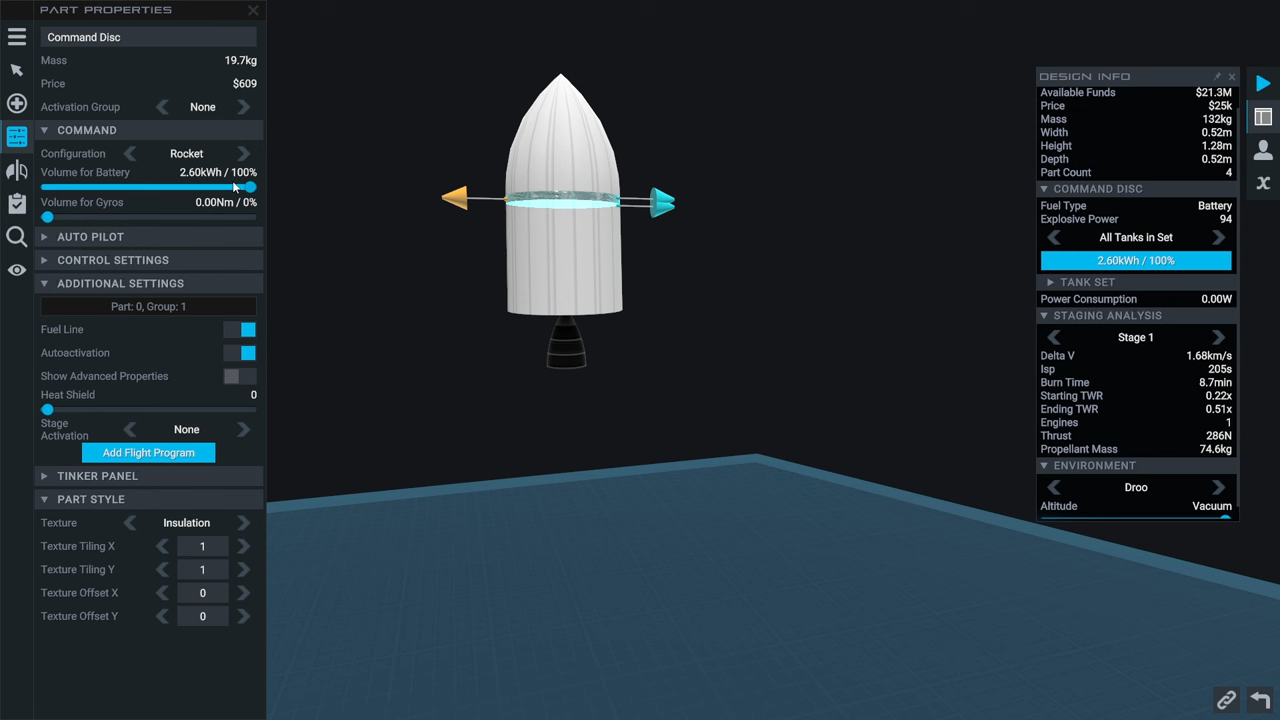 PART PROPERTIES
Command Disc
Mass 19.7kg
Price $609
Activation Group None
COMMAND
Configuration Rocket
Volume for Battery 2.60kWh / 100%
Volume for Gyros 0.00Nm / 0%
AUTO PILOT
CONTROL SETTINGS
ADDITIONAL SETTINGS
Part: 0, Group: 1
Fuel Line
Autoactivation
Show Advanced Properties
Heat Shield 0
Stage
Activation None
Add Flight Program
TINKER PANEL
PART STYLE
Texture Insulation
Texture Tiling X 1
Texture Tiling Y 1
Texture Offset X 0
Texture Offset Y 0
DESIGN INFO
Available Funds $21.3M
Price $25k
Mass 132kg
Width 0.52m
Height 1.28m
Depth 0.52m
Part Count 4
COMMAND DISC
Fuel Type Battery
Explosive Power 94
All Tanks in Set
2.60kWh / 100%
TANK SET
Power Consumption 0.00W
STAGING ANALYSIS
Stage 1
Delta V 1.68km/s
Isp 205s
Burn Time 8.7min
Starting TWR 0.22x
Ending TWR 0.51x
Engines 1
Thrust 286N
Propellant Mass 74.6kg
ENVIRONMENT
Droo
Altitude Vacuum